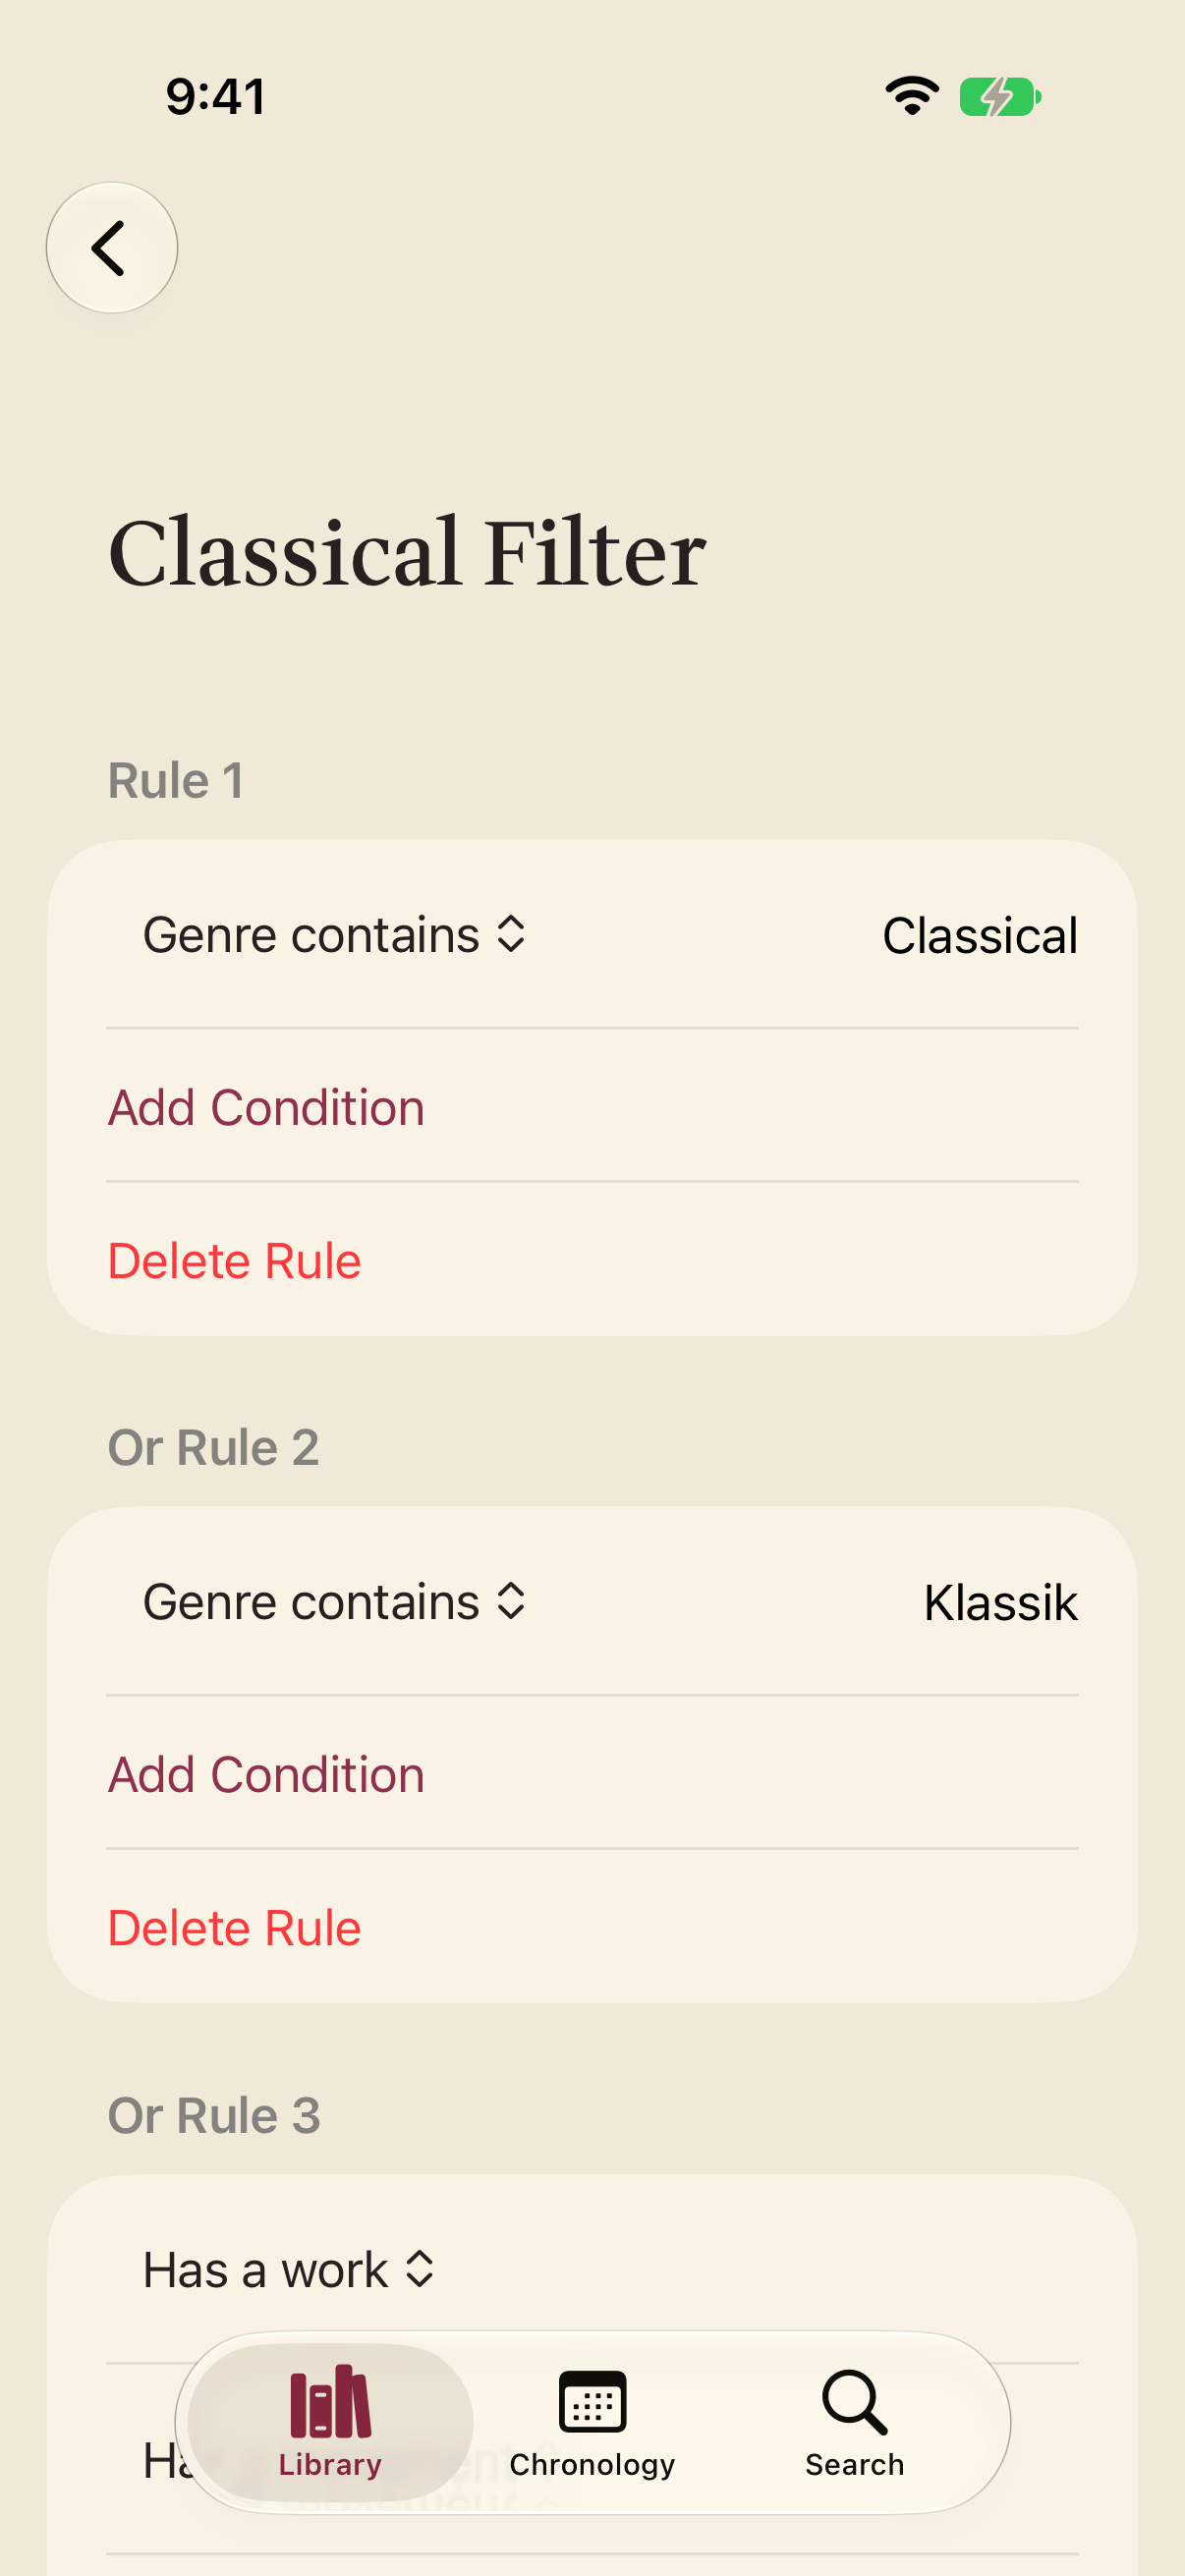 9:41
Classical Filter
Rule 1
Genre contains Classical
Add Condition
Delete Rule
Or Rule 2
Genre contains Klassik
Add Condition
Delete Rule
Or Rule 3
Has a work
Library Chronology Search